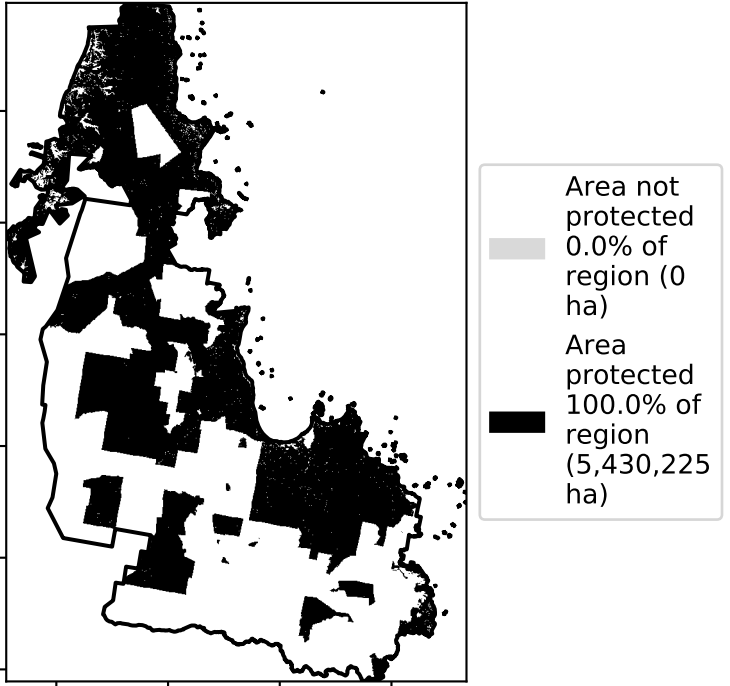 Area not
protected
0.0% of
region (0
ha)
Area
protected
100.0% of
region
(5,430,225
ha)